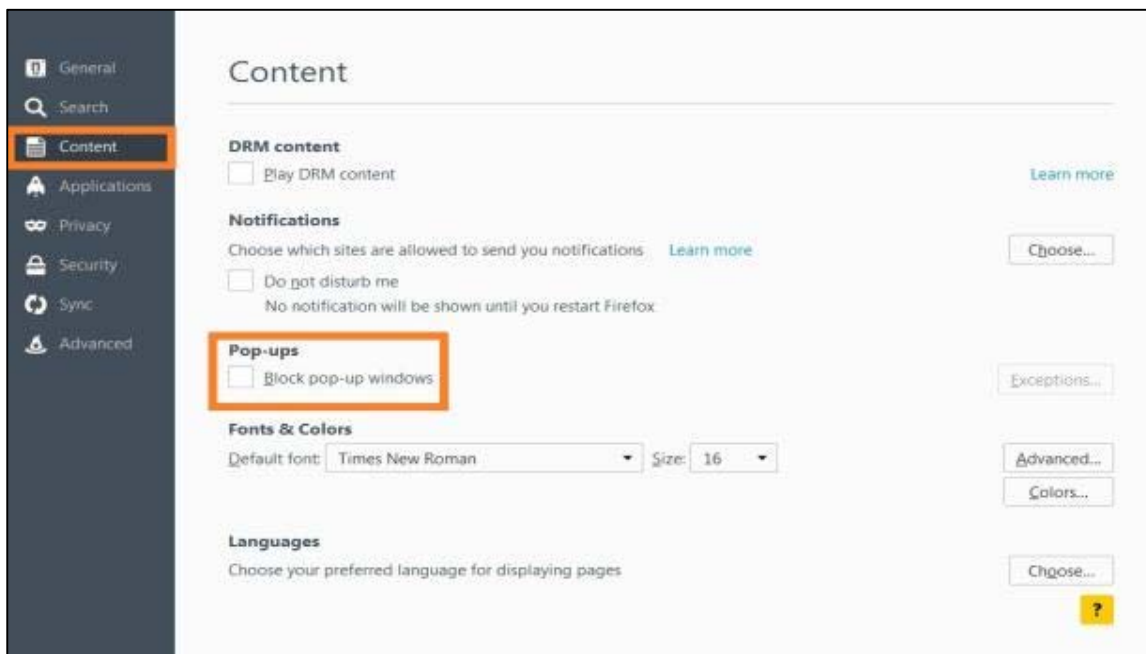 General
Search
Content
Applications
Privacy
Security
Sync
Advanced
Content
DRM content
Play DRM content
Learn more
Notifications
Choose which sites are allowed to send you notifications Learn more
Choose...
Do not disturb me
No notification will be shown until you restart Firefox
Pop-ups
Block pop-up windows
Exceptions...
Fonts & Colors
Default font: Times New Roman Size: 16
Advanced...
Colors...
Languages
Choose your preferred language for displaying pages
Choose...
?